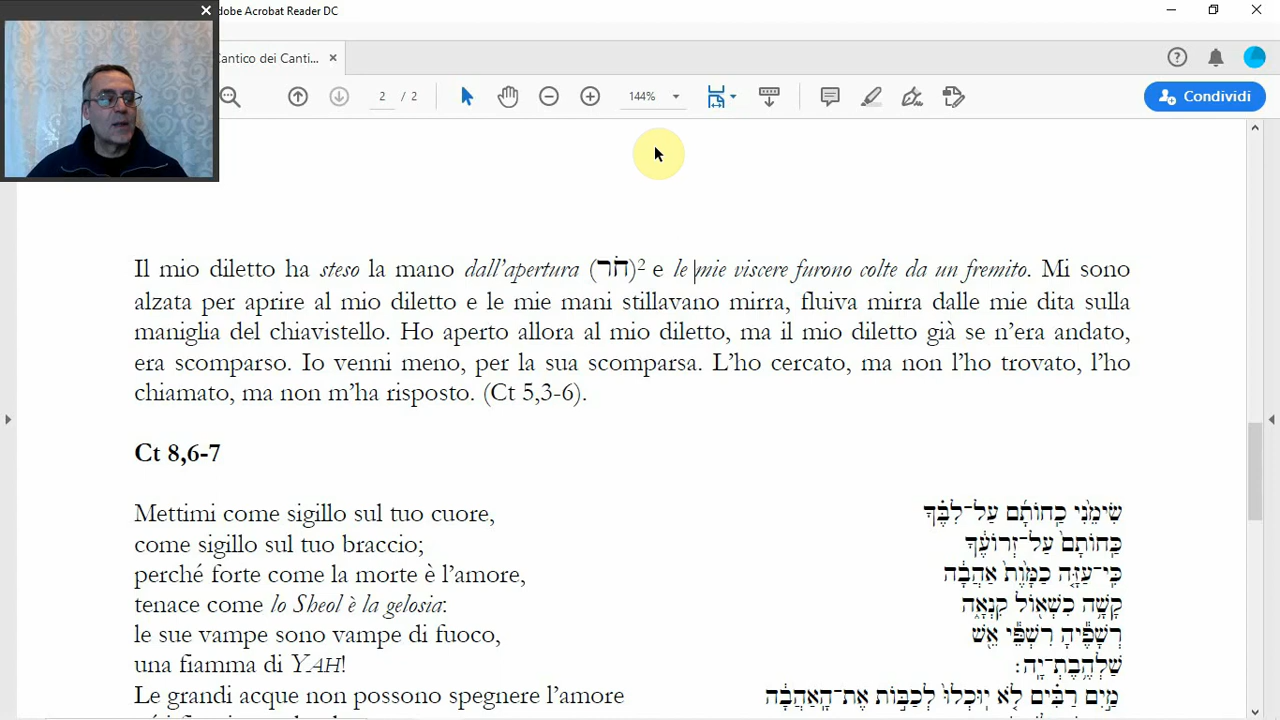 dobe Acrobat Reader DC
Cantico dei Canti...
2 / 2
144%
Condividi
Il mio diletto ha steso la mano dall’apertura (חֹר)2 e le mie viscere furono colte da un fremito. Mi sono
alzata per aprire al mio diletto e le mie mani stillavano mirra, fluiva mirra dalle mie dita sulla
maniglia del chiavistello. Ho aperto allora al mio diletto, ma il mio diletto già se n’era andato,
era scomparso. Io venni meno, per la sua scomparsa. L’ho cercato, ma non l’ho trovato, l’ho
chiamato, ma non m’ha risposto. (Ct 5,3-6).
Ct 8,6-7
Mettimi come sigillo sul tuo cuore, שִׂימֵ֨נִי כַֽחוֹתָ֜ם עַל־לִבֶּ֗ךָ
come sigillo sul tuo braccio; כַּֽחוֹתָם֙ עַל־זְרוֹעֶ֔ךָ
perché forte come la morte è l’amore, כִּֽי־עַזָּ֤ה כַמָּ֙וֶת֙ אַהֲבָ֔ה
tenace come lo Sheol è la gelosia: קָשָׁ֥ה כִשְׁא֖וֹל קִנְאָ֑ה
le sue vampe sono vampe di fuoco, רְשָׁפֶ֕יהָ רִשְׁפֵּ֕י אֵ֖שׁ
una fiamma di YAH! שַׁלְהֶ֥בֶתְ־יָֽה׃
Le grandi acque non possono spegnere l’amore מַ֣יִם רַבִּ֗ים לֹ֤א יֽוּכְלוּ֙ לְכַבּ֣וֹת אֶת־הָֽאַהֲבָ֔ה